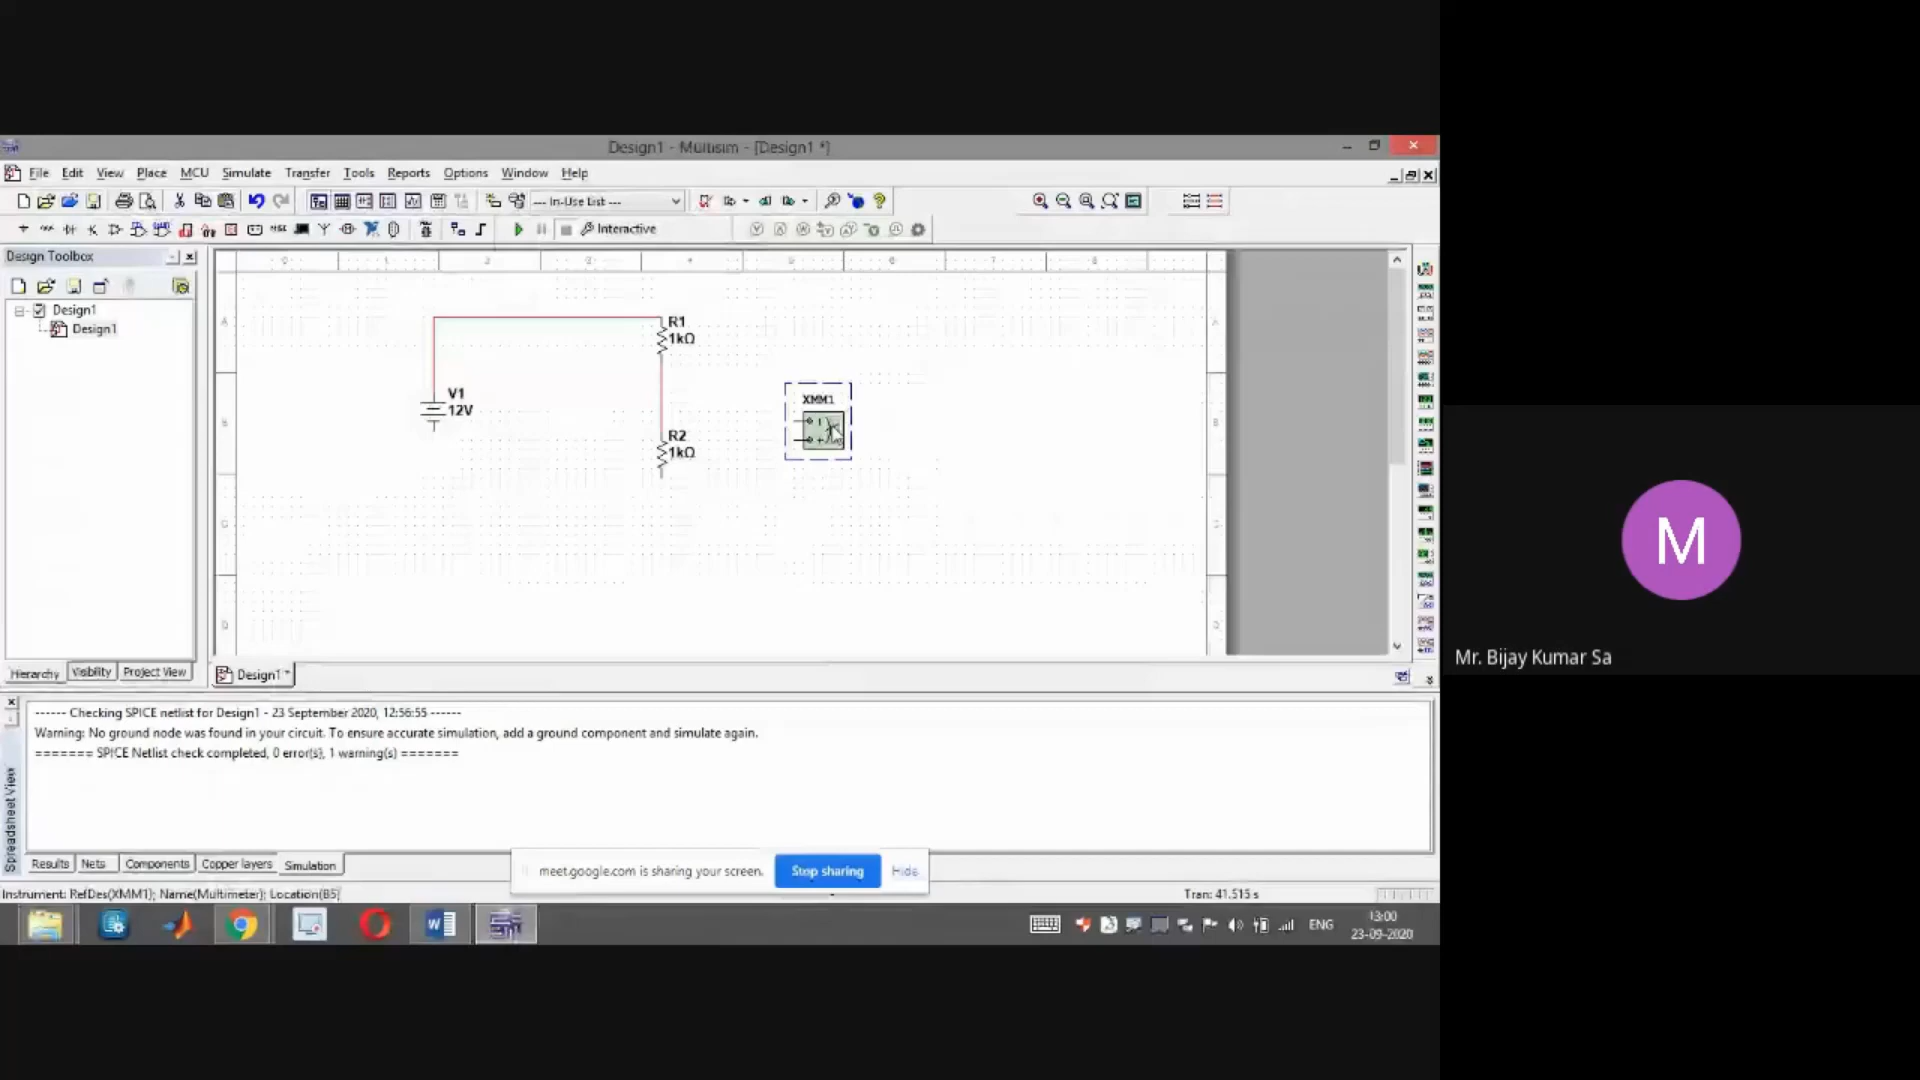 Design1 - Multisim - [Design1 *]
File Edit View Place MCU Simulate Transfer Tools Reports Options Window Help
--- In-Use List ---
Interactive
Design Toolbox
Design1
Design1
R1
1kΩ
V1
12V
XMM1
R2
1kΩ
M
Mr. Bijay Kumar Sa
Hierarchy Visibility Project View
Design1 *
------ Checking SPICE netlist for Design1 - 23 September 2020, 12:56:55 ------
Warning: No ground node was found in your circuit. To ensure accurate simulation, add a ground component and simulate again.
======= SPICE Netlist check completed, 0 error(s), 1 warning(s) =======
Spreadsheet View
Results Nets Components Copper layers Simulation
meet.google.com is sharing your screen. Stop sharing Hide
Instrument: RefDes(XMM1); Name(Multimeter); Location(B5)
Tran: 41.515 s
ENG
13:00
23-09-2020